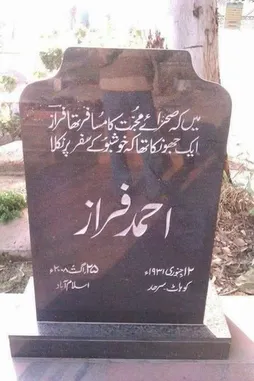 میں کہ صحرائے محبت کا مسافر تھا فراز
ایک جھونکا تھا کہ خوشبو کے سفر پر نکلا
احمد فراز
۱۲ جنوری ۱۹۳۱ء
کوہاٹ سرحد
۲۵ اگست ۲۰۰۸ء
اسلام آباد